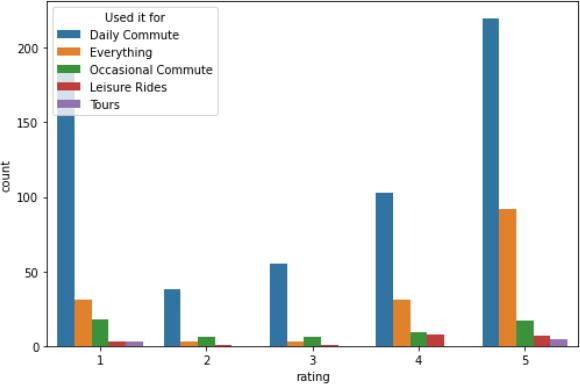 Used it for
Daily Commute
Everything
Occasional Commute
Leisure Rides
Tours
200
150
100
50
0
count
1 2 3 4 5
rating